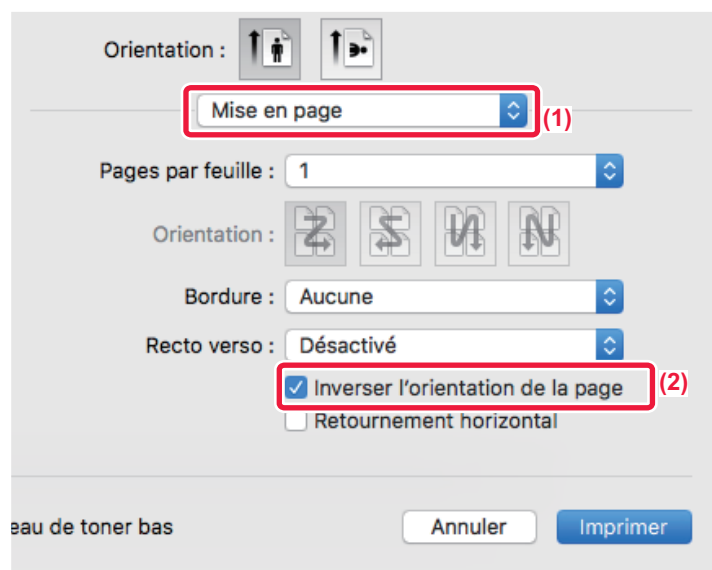 Orientation :
Mise en page
(1)
Pages par feuille : 1
Orientation :
Bordure : Aucune
Recto verso : Désactivé
Inverser l'orientation de la page
(2)
Retournement horizontal
eau de toner bas
Annuler
Imprimer